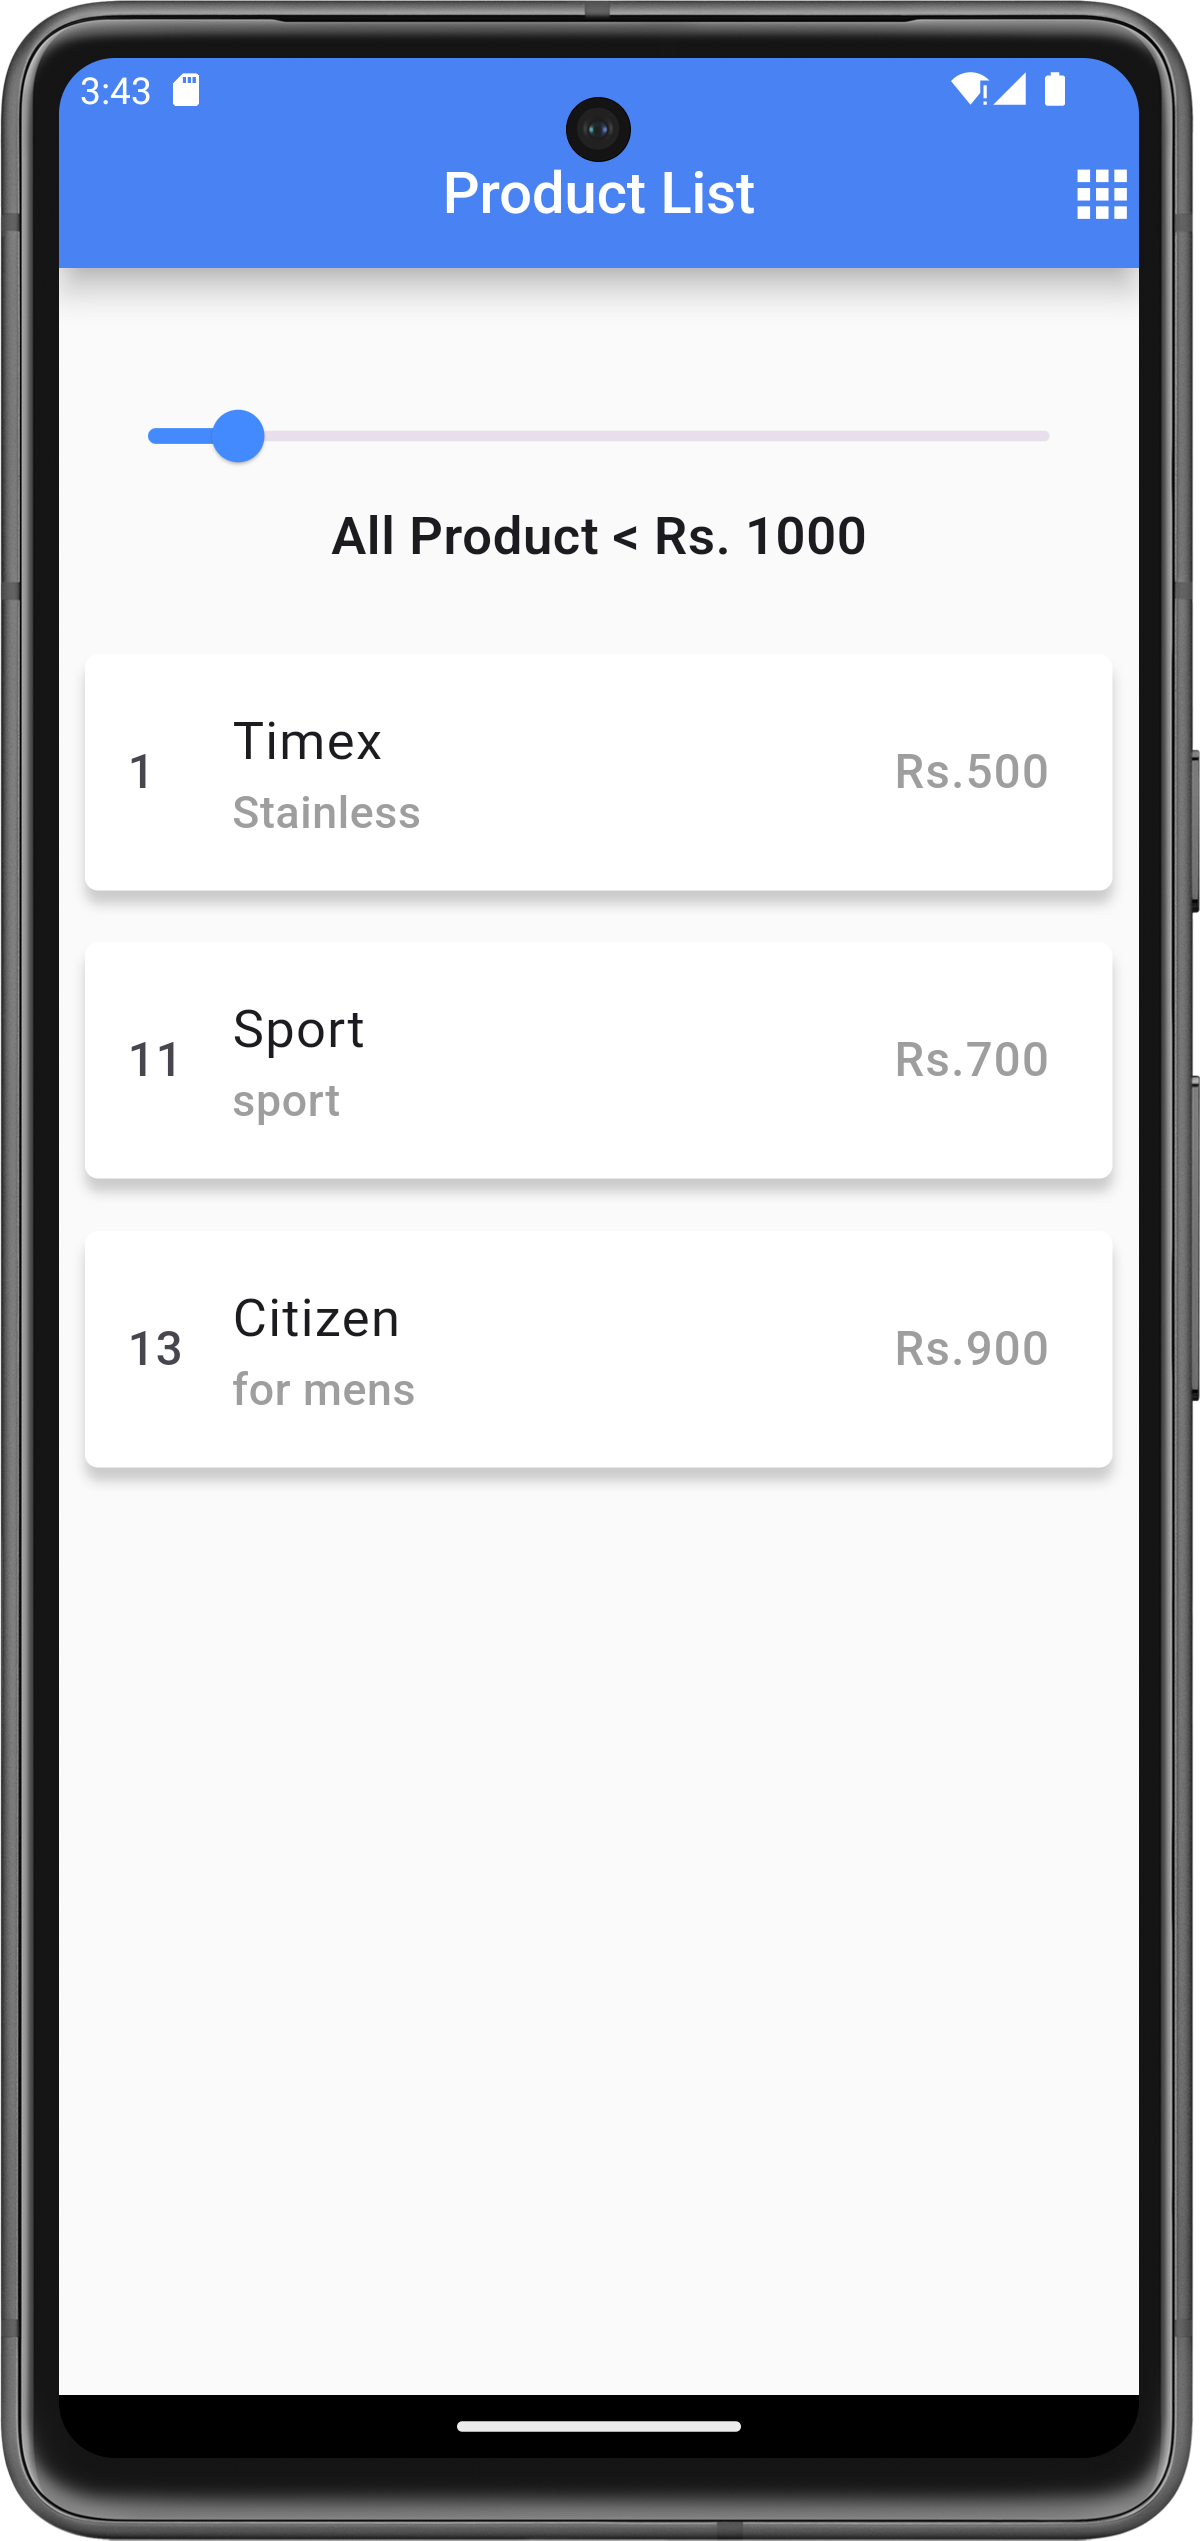 3:43
Product List
All Product < Rs. 1000
1
Timex
Stainless
Rs.500
11
Sport
sport
Rs.700
13
Citizen
for mens
Rs.900